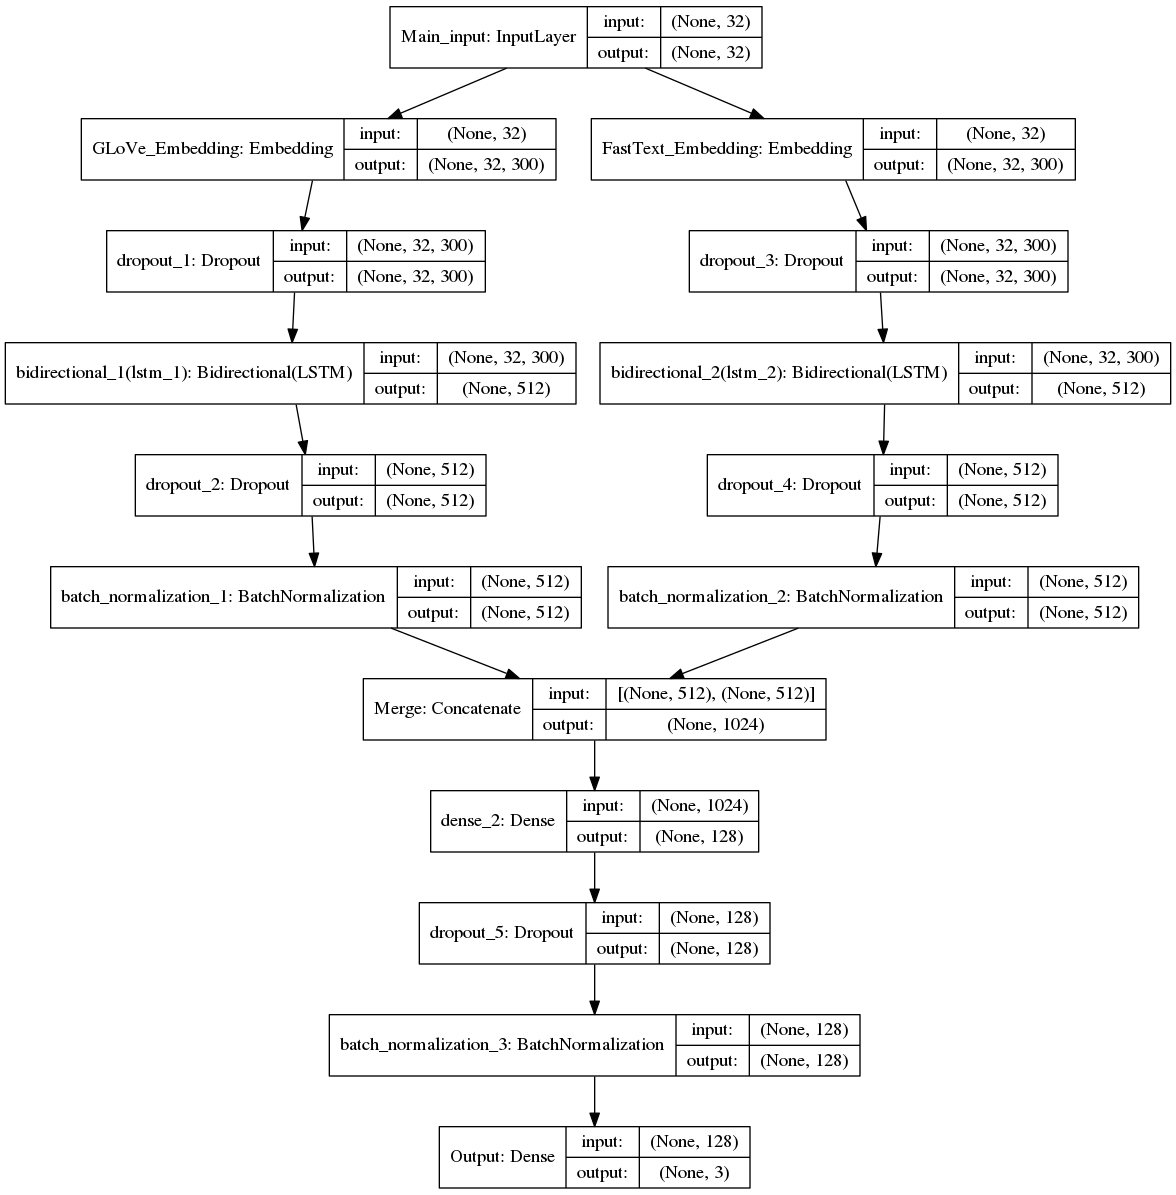 Main_input: InputLayer
input:
(None, 32)
output:
(None, 32)
GLoVe_Embedding: Embedding
input:
(None, 32)
output:
(None, 32, 300)
FastText_Embedding: Embedding
input:
(None, 32)
output:
(None, 32, 300)
dropout_1: Dropout
input:
(None, 32, 300)
output:
(None, 32, 300)
dropout_3: Dropout
input:
(None, 32, 300)
output:
(None, 32, 300)
bidirectional_1(lstm_1): Bidirectional(LSTM)
input:
(None, 32, 300)
output:
(None, 512)
bidirectional_2(lstm_2): Bidirectional(LSTM)
input:
(None, 32, 300)
output:
(None, 512)
dropout_2: Dropout
input:
(None, 512)
output:
(None, 512)
dropout_4: Dropout
input:
(None, 512)
output:
(None, 512)
batch_normalization_1: BatchNormalization
input:
(None, 512)
output:
(None, 512)
batch_normalization_2: BatchNormalization
input:
(None, 512)
output:
(None, 512)
Merge: Concatenate
input:
[(None, 512), (None, 512)]
output:
(None, 1024)
dense_2: Dense
input:
(None, 1024)
output:
(None, 128)
dropout_5: Dropout
input:
(None, 128)
output:
(None, 128)
batch_normalization_3: BatchNormalization
input:
(None, 128)
output:
(None, 128)
Output: Dense
input:
(None, 128)
output:
(None, 3)